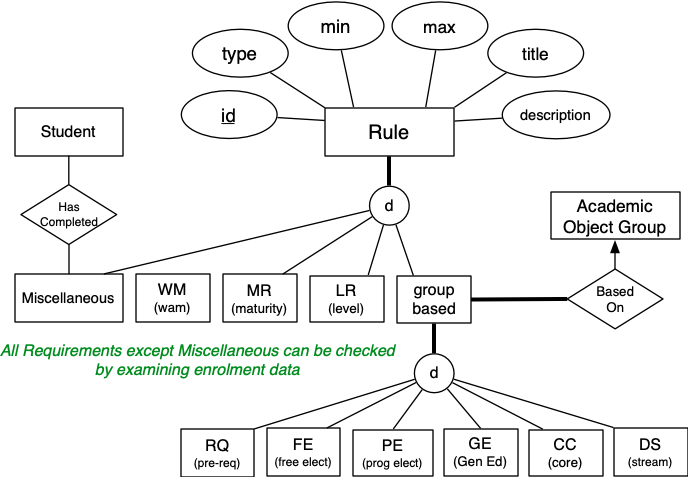 min
max
type
title
id
description
Student
Rule
Has
Completed
d
Academic
Object Group
Miscellaneous
WM
(wam)
MR
(maturity)
LR
(level)
group
based
Based
On
All Requirements except Miscellaneous can be checked
by examining enrolment data
d
RQ
(pre-req)
FE
(free elect)
PE
(prog elect)
GE
(Gen Ed)
CC
(core)
DS
(stream)